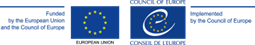 COUNCIL OF EUROPE
Funded
by the European Union
and the Council of Europe
EUROPEAN UNION
CONSEIL DE L'EUROPE
Implemented
by the Council of Europe